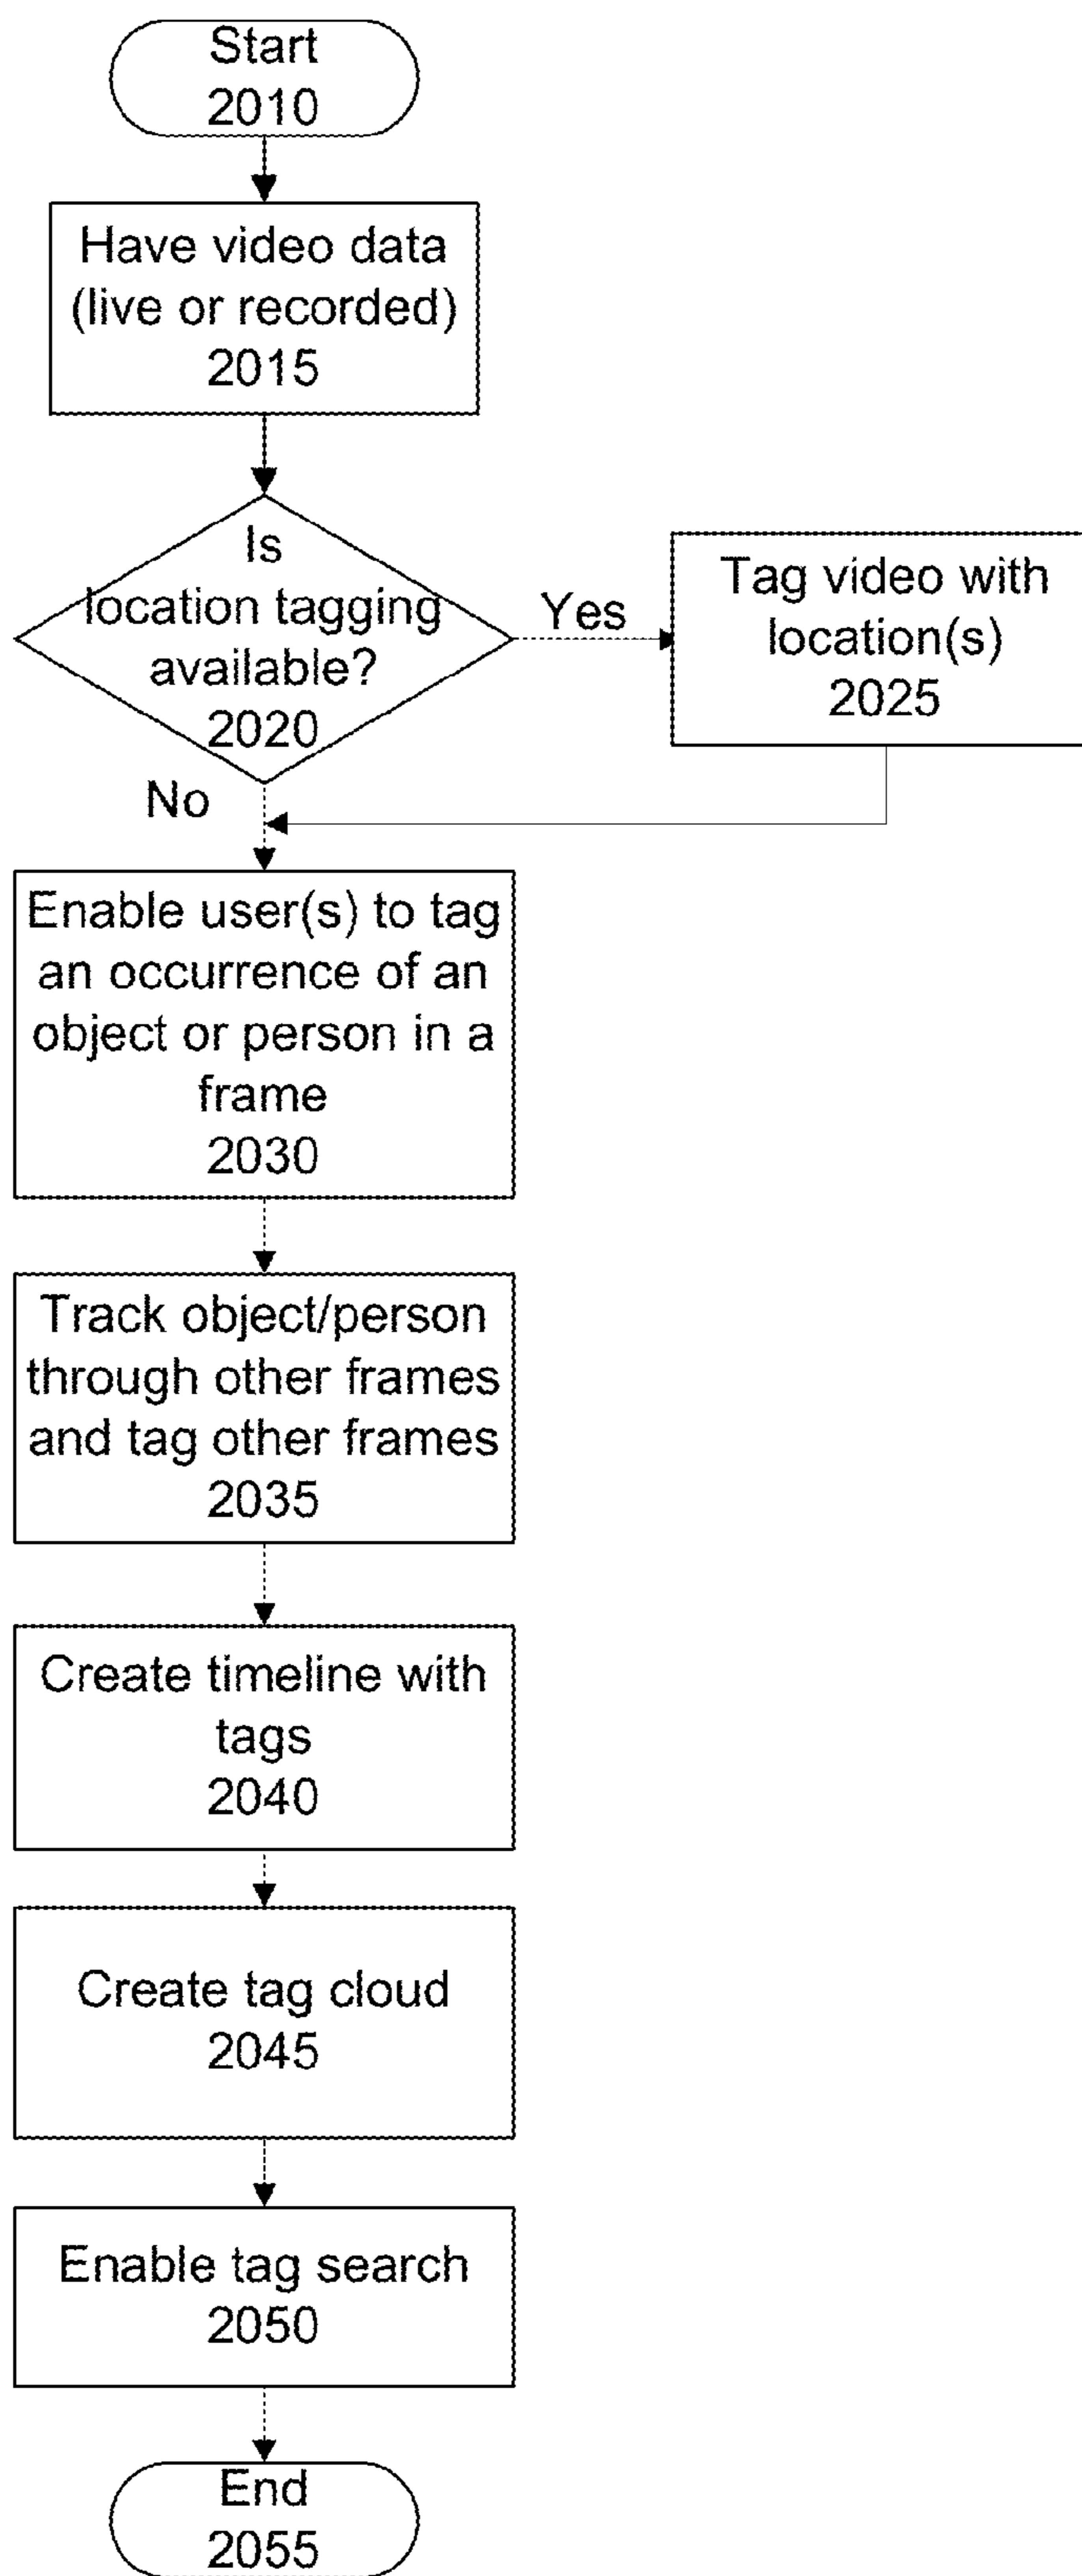 Start
2010
Have video data
(live or recorded)
2015
Is
location tagging
available?
2020
Yes
Tag video with
location(s)
2025
No
Enable user(s) to tag
an occurrence of an
object or person in a
frame
2030
Track object/person
through other frames
and tag other frames
2035
Create timeline with
tags
2040
Create tag cloud
2045
Enable tag search
2050
End
2055